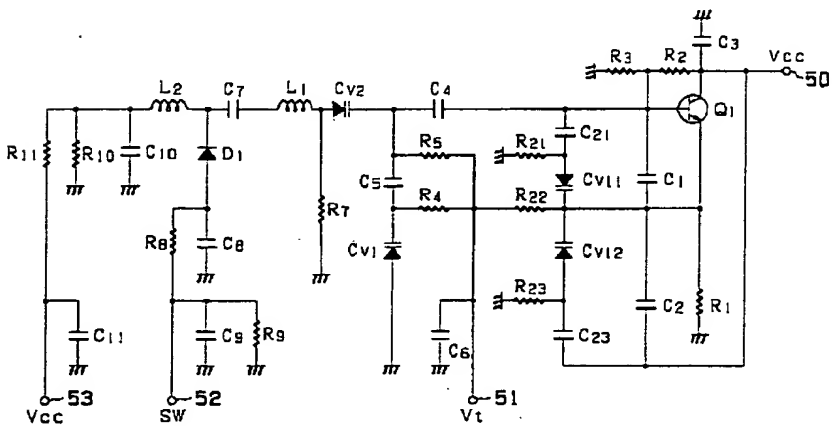 C3
R3 R2 Vcc
50
L2 C7 L1 CV2 C4
Q1
R11 R10 C10 D1 R5 R21 C21
C5 CV11 C1
R7 R4 R22
R8 C8 CV1 CV12
R23 C2 R1
C11 C9 R9 C6 C23
53 52 51
Vcc SW Vt